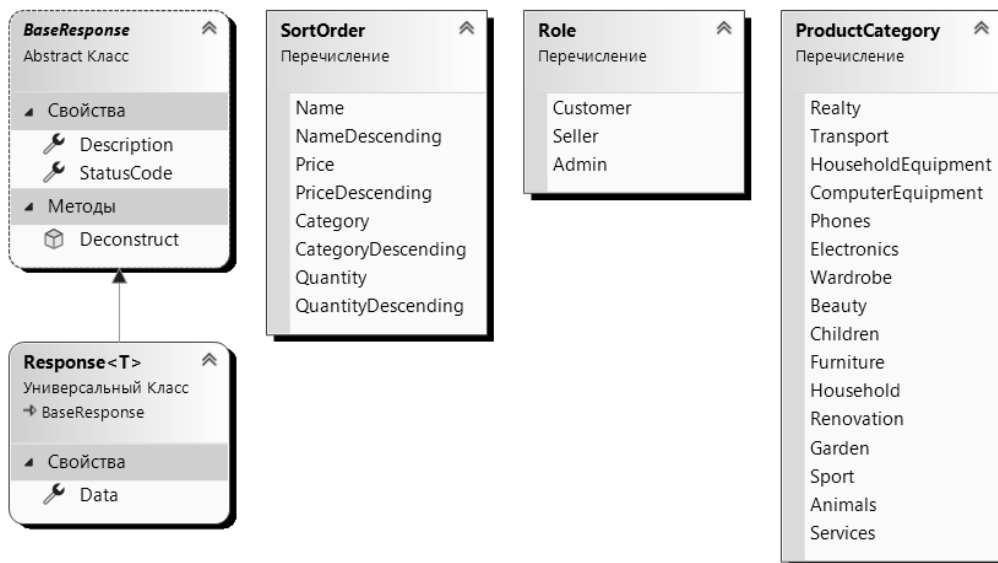 BaseResponse
Abstract Класс
Свойства
Description
StatusCode
Методы
Deconstruct
Response<T>
Универсальный Класс
BaseResponse
Свойства
Data
SortOrder
Перечисление
Name
NameDescending
Price
PriceDescending
Category
CategoryDescending
Quantity
QuantityDescending
Role
Перечисление
Customer
Seller
Admin
ProductCategory
Перечисление
Realty
Transport
HouseholdEquipment
ComputerEquipment
Phones
Electronics
Wardrobe
Beauty
Children
Furniture
Household
Renovation
Garden
Sport
Animals
Services